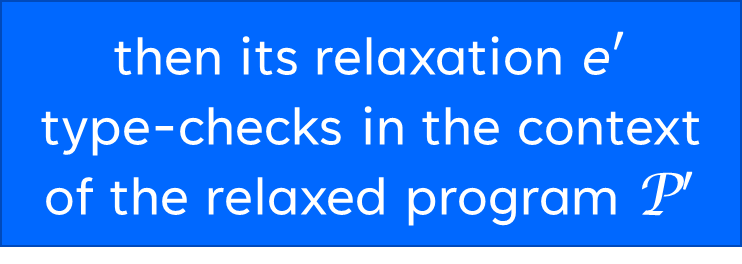 then its relaxation e′
type-checks in the context
of the relaxed program 𝒫′